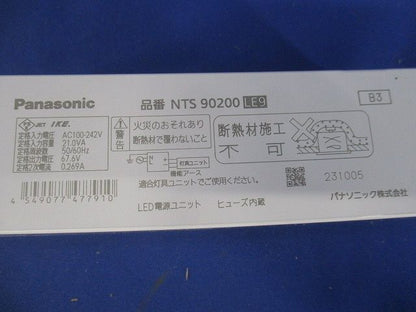 Panasonic 品番 NTS 90200 LE9 B3
JET IKE
定格入力電圧 AC100-242V
定格入力容量 21.0VA
定格周波数 50/60Hz
定格出力電圧 67.6V
定格2次電流 0.269A
警告
火災のおそれあり
断熱材で覆わないこと
断熱材施工
不可
灯具ユニット
機能アース
適合灯具ユニットでご使用ください。
231005
4 549077 477910
LED電源ユニット ヒューズ内蔵
パナソニック株式会社